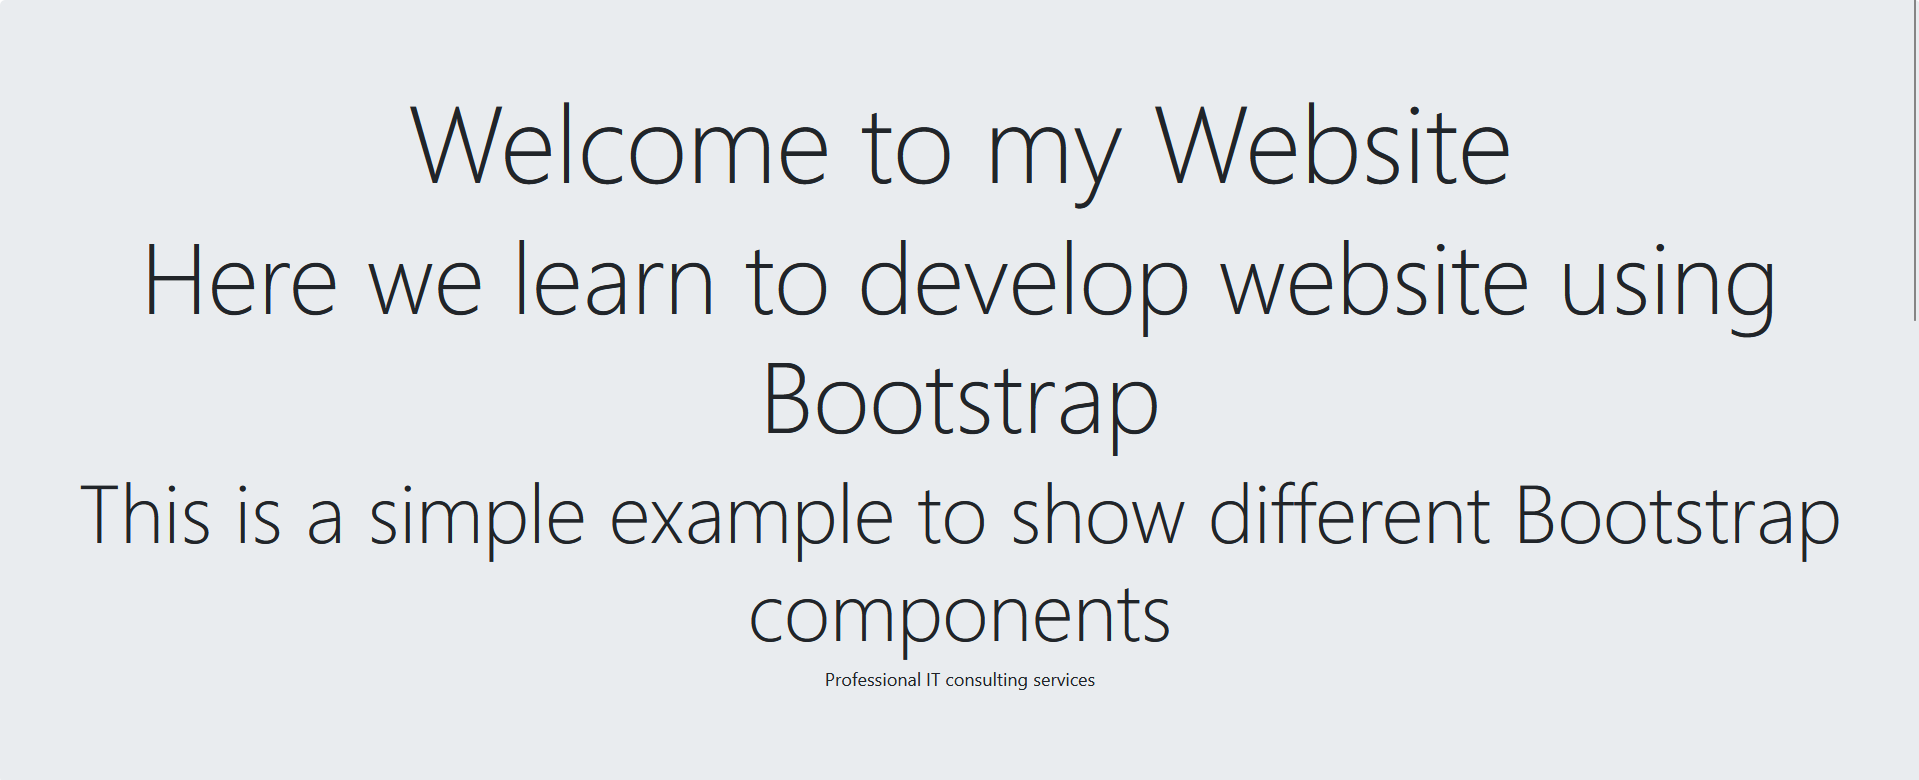 Welcome to my Website
Here we learn to develop website using
Bootstrap
This is a simple example to show different Bootstrap
components
Professional IT consulting services